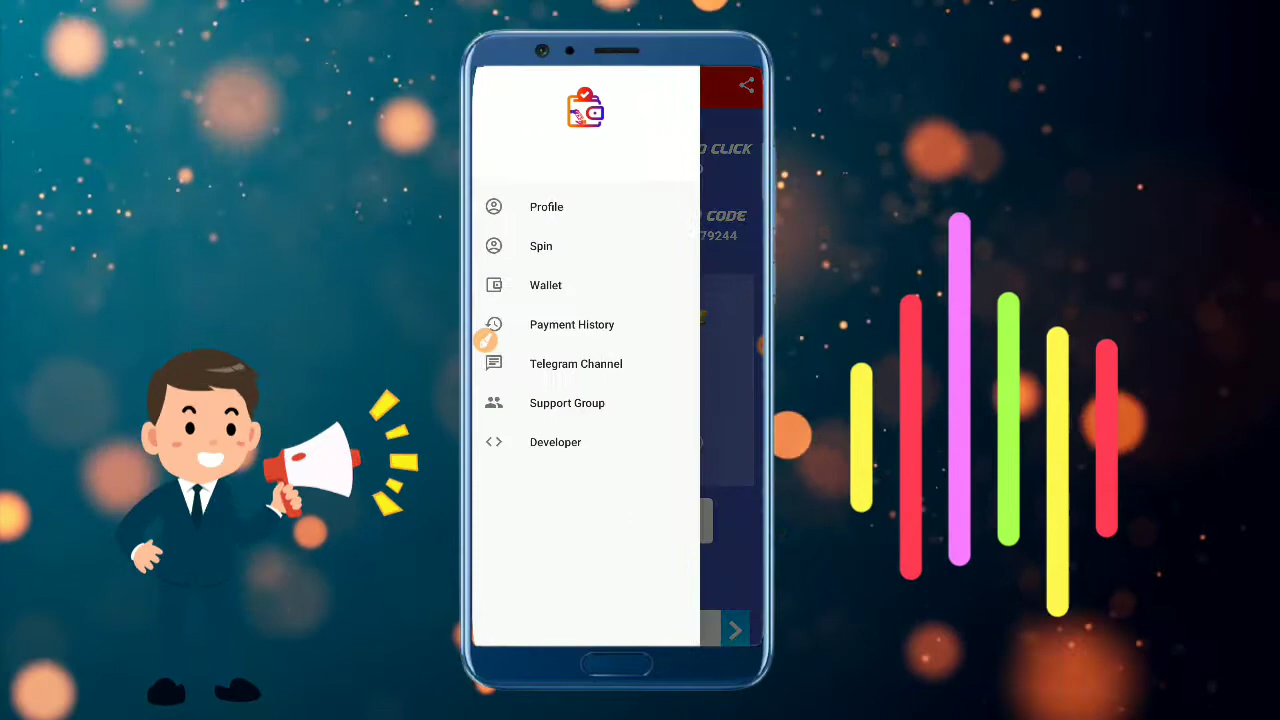 Profile
Spin
Wallet
Payment History
Telegram Channel
Support Group
Developer
CLICK
CODE
79244